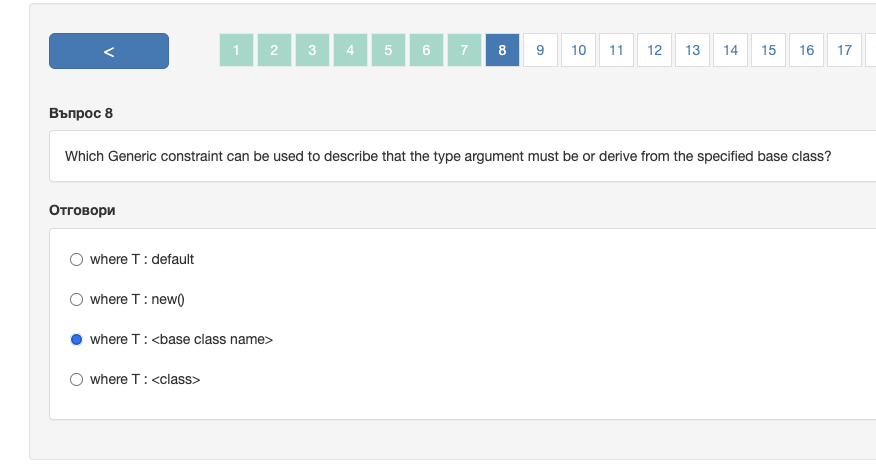 < 1 2 3 4 5 6 7 8 9 10 11 12 13 14 15 16 17
Въпрос 8
Which Generic constraint can be used to describe that the type argument must be or derive from the specified base class?
Отговори
where T : default
where T : new()
where T : <base class name>
where T : <class>